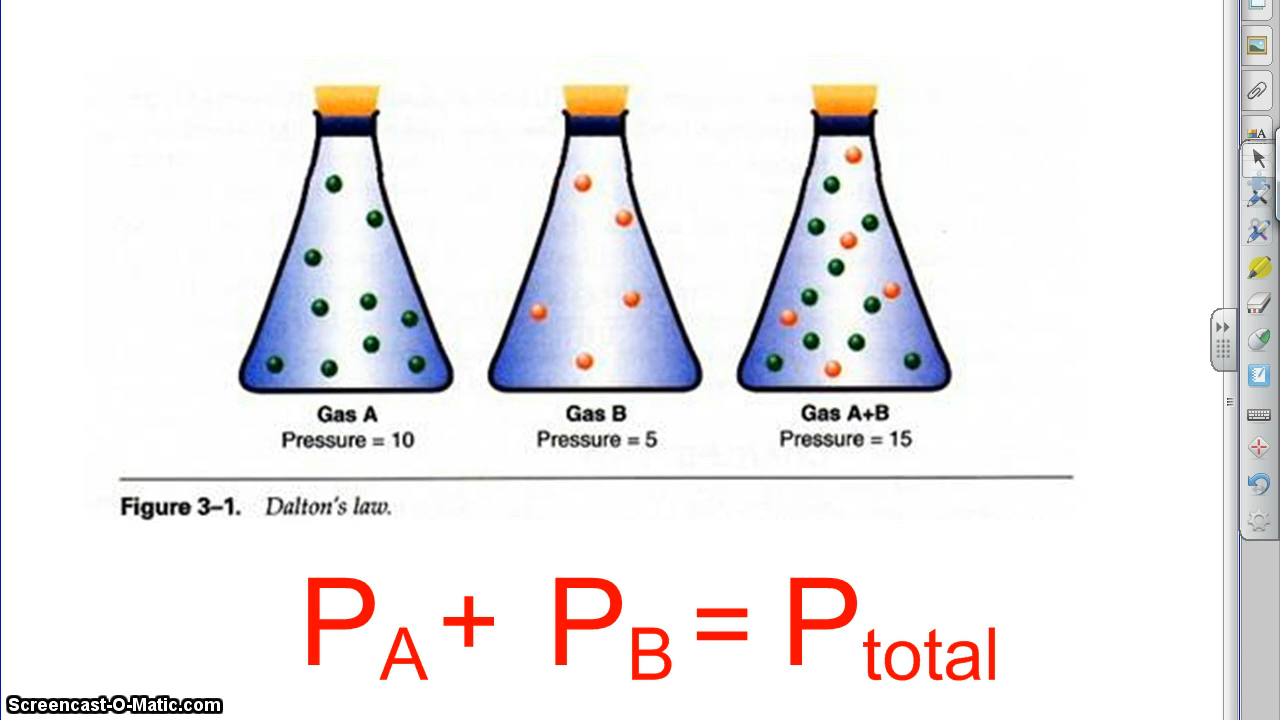 Gas A
Pressure = 10
Gas B
Pressure = 5
Gas A+B
Pressure = 15
Figure 3–1. Dalton's law.
PA + PB = Ptotal
Screencast-O-Matic.com